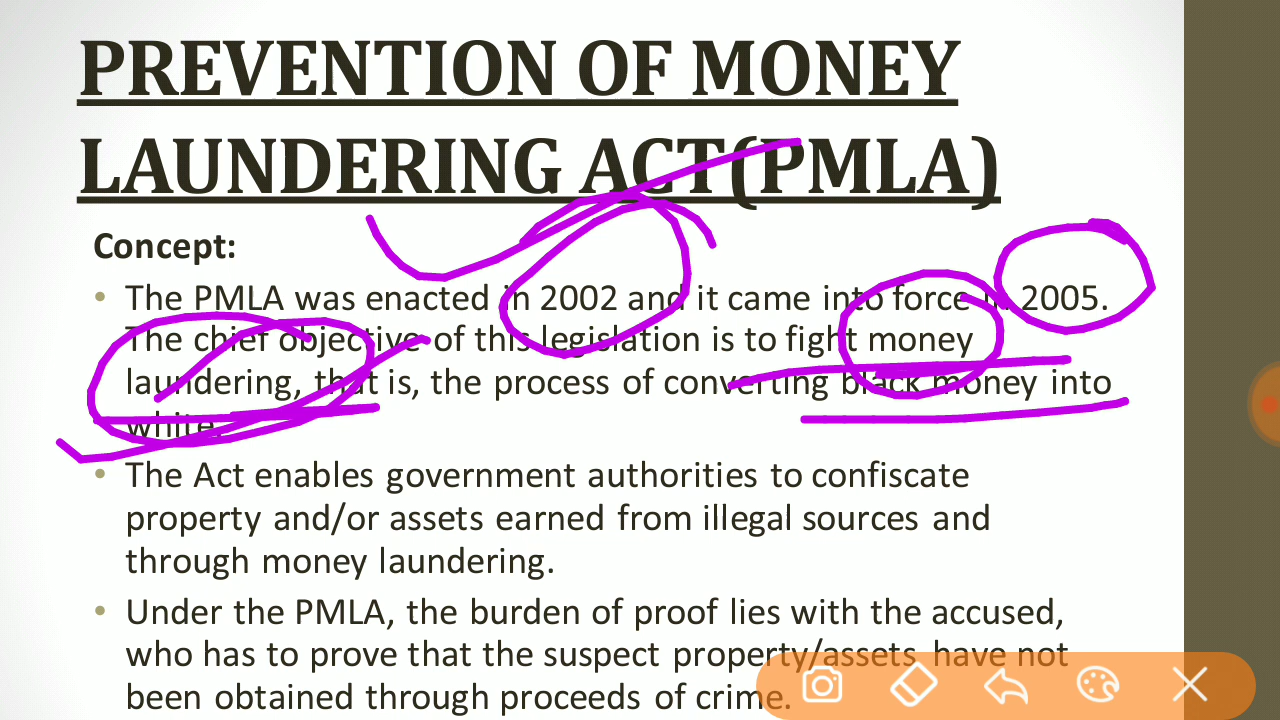 PREVENTION OF MONEY
LAUNDERING ACT(PMLA)
Concept:
• The PMLA was enacted in 2002 and it came into force in 2005.
The chief objective of this legislation is to fight money
laundering, that is, the process of converting black money into
white.
• The Act enables government authorities to confiscate
property and/or assets earned from illegal sources and
through money laundering.
• Under the PMLA, the burden of proof lies with the accused,
who has to prove that the suspect property/assets have not
been obtained through proceeds of crime.